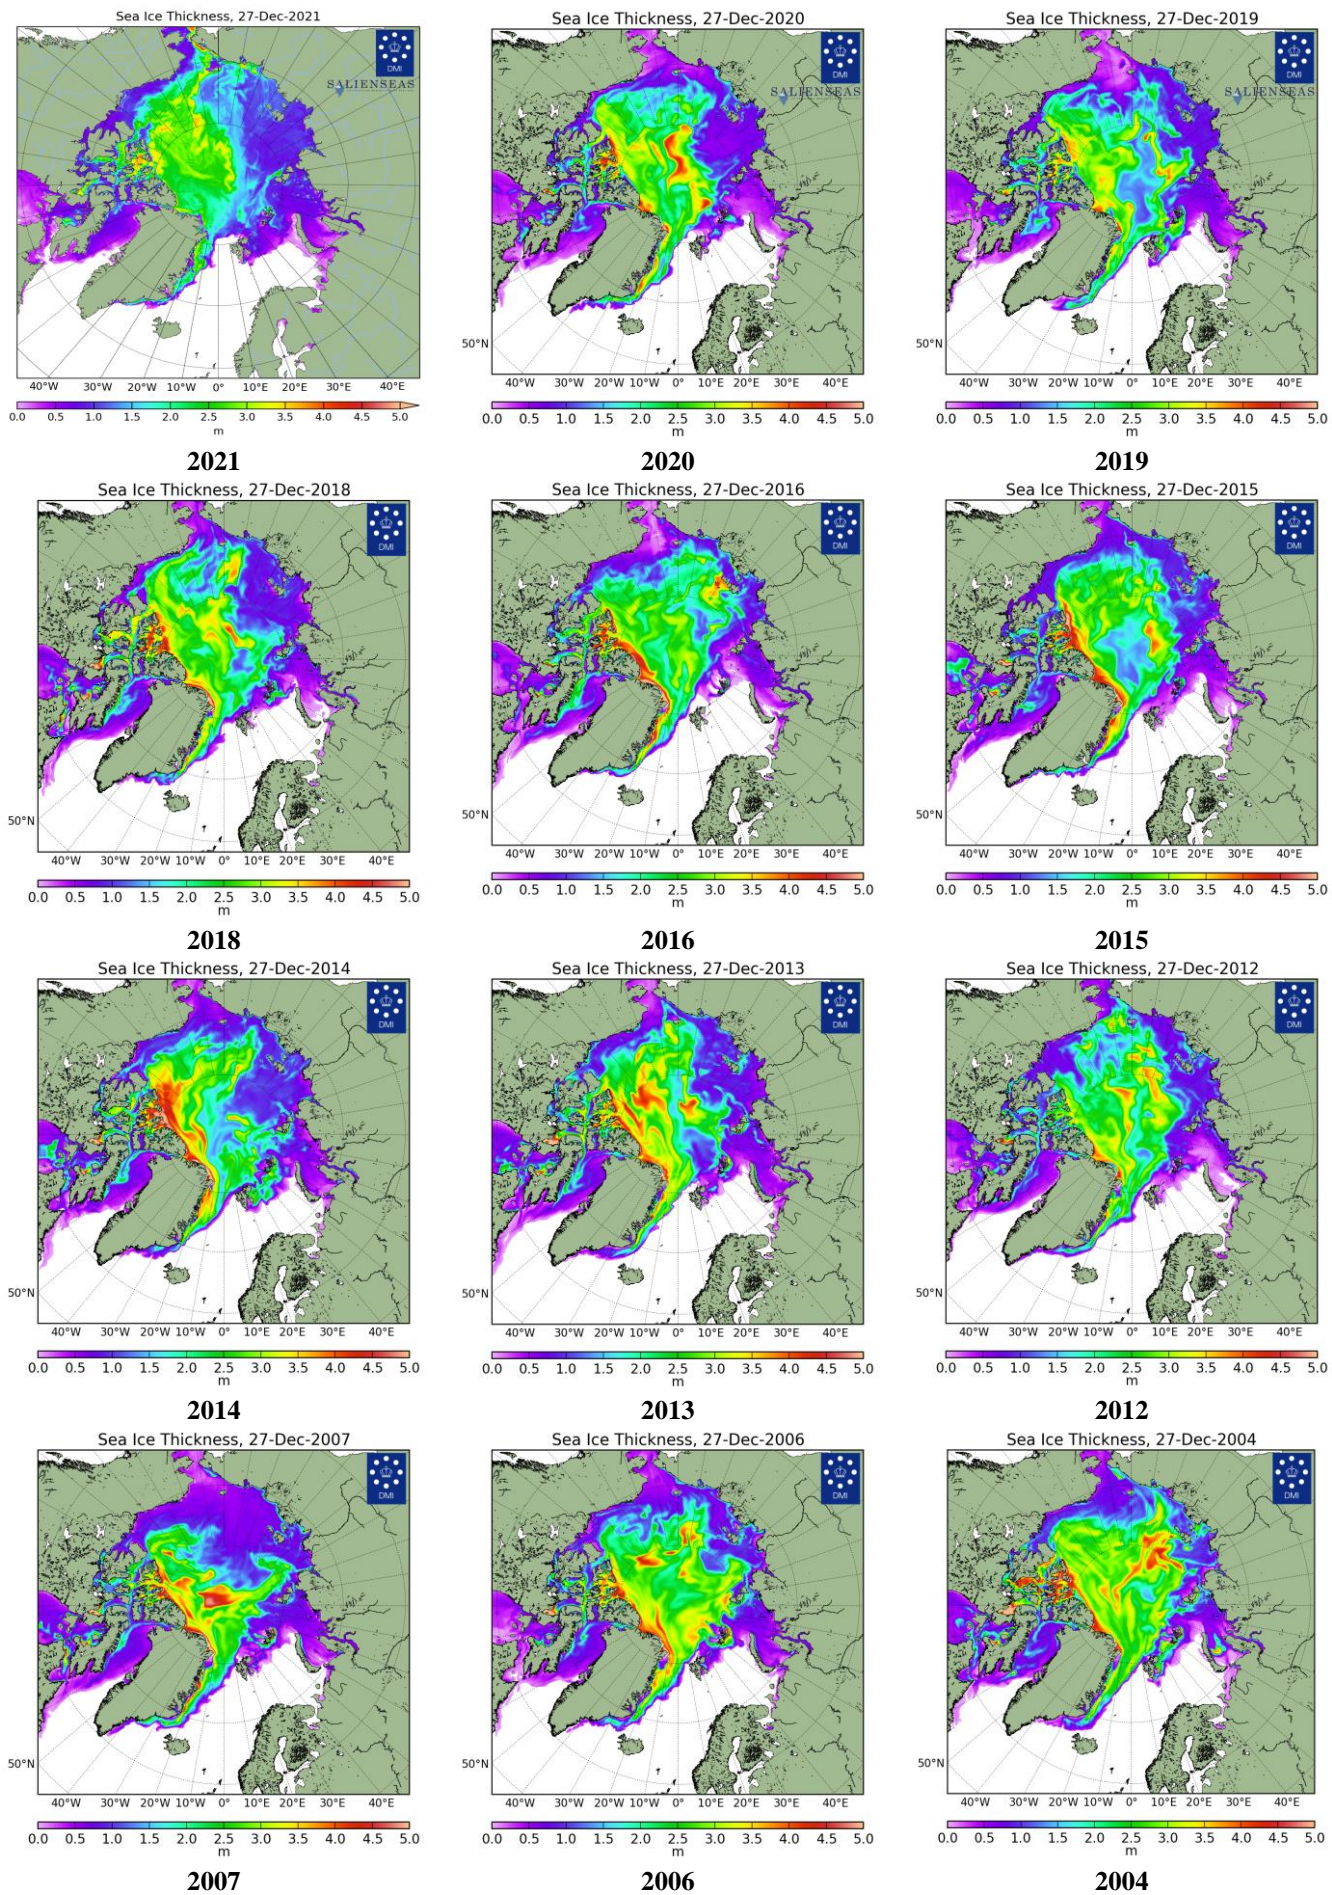 Sea Ice Thickness, 27-Dec-2021
DMI
SALIENSEAS
40°W 30°W 20°W 10°W 0° 10°E 20°E 30°E 40°E
0.0 0.5 1.0 1.5 2.0 2.5 3.0 3.5 4.0 4.5 5.0
m
2021
Sea Ice Thickness, 27-Dec-2020
DMI
SALIENSEAS
50°N
40°W 30°W 20°W 10°W 0° 10°E 20°E 30°E 40°E
0.0 0.5 1.0 1.5 2.0 2.5 3.0 3.5 4.0 4.5 5.0
m
2020
Sea Ice Thickness, 27-Dec-2019
DMI
SALIENSEAS
50°N
40°W 30°W 20°W 10°W 0° 10°E 20°E 30°E 40°E
0.0 0.5 1.0 1.5 2.0 2.5 3.0 3.5 4.0 4.5 5.0
m
2019
Sea Ice Thickness, 27-Dec-2018
DMI
50°N
40°W 30°W 20°W 10°W 0° 10°E 20°E 30°E 40°E
0.0 0.5 1.0 1.5 2.0 2.5 3.0 3.5 4.0 4.5 5.0
m
2018
Sea Ice Thickness, 27-Dec-2016
DMI
50°N
40°W 30°W 20°W 10°W 0° 10°E 20°E 30°E 40°E
0.0 0.5 1.0 1.5 2.0 2.5 3.0 3.5 4.0 4.5 5.0
m
2016
Sea Ice Thickness, 27-Dec-2015
DMI
50°N
40°W 30°W 20°W 10°W 0° 10°E 20°E 30°E 40°E
0.0 0.5 1.0 1.5 2.0 2.5 3.0 3.5 4.0 4.5 5.0
m
2015
Sea Ice Thickness, 27-Dec-2014
DMI
50°N
40°W 30°W 20°W 10°W 0° 10°E 20°E 30°E 40°E
0.0 0.5 1.0 1.5 2.0 2.5 3.0 3.5 4.0 4.5 5.0
m
2014
Sea Ice Thickness, 27-Dec-2013
DMI
50°N
40°W 30°W 20°W 10°W 0° 10°E 20°E 30°E 40°E
0.0 0.5 1.0 1.5 2.0 2.5 3.0 3.5 4.0 4.5 5.0
m
2013
Sea Ice Thickness, 27-Dec-2012
DMI
50°N
40°W 30°W 20°W 10°W 0° 10°E 20°E 30°E 40°E
0.0 0.5 1.0 1.5 2.0 2.5 3.0 3.5 4.0 4.5 5.0
m
2012
Sea Ice Thickness, 27-Dec-2007
DMI
50°N
40°W 30°W 20°W 10°W 0° 10°E 20°E 30°E 40°E
0.0 0.5 1.0 1.5 2.0 2.5 3.0 3.5 4.0 4.5 5.0
m
2007
Sea Ice Thickness, 27-Dec-2006
DMI
50°N
40°W 30°W 20°W 10°W 0° 10°E 20°E 30°E 40°E
0.0 0.5 1.0 1.5 2.0 2.5 3.0 3.5 4.0 4.5 5.0
m
2006
Sea Ice Thickness, 27-Dec-2004
DMI
50°N
40°W 30°W 20°W 10°W 0° 10°E 20°E 30°E 40°E
0.0 0.5 1.0 1.5 2.0 2.5 3.0 3.5 4.0 4.5 5.0
m
2004